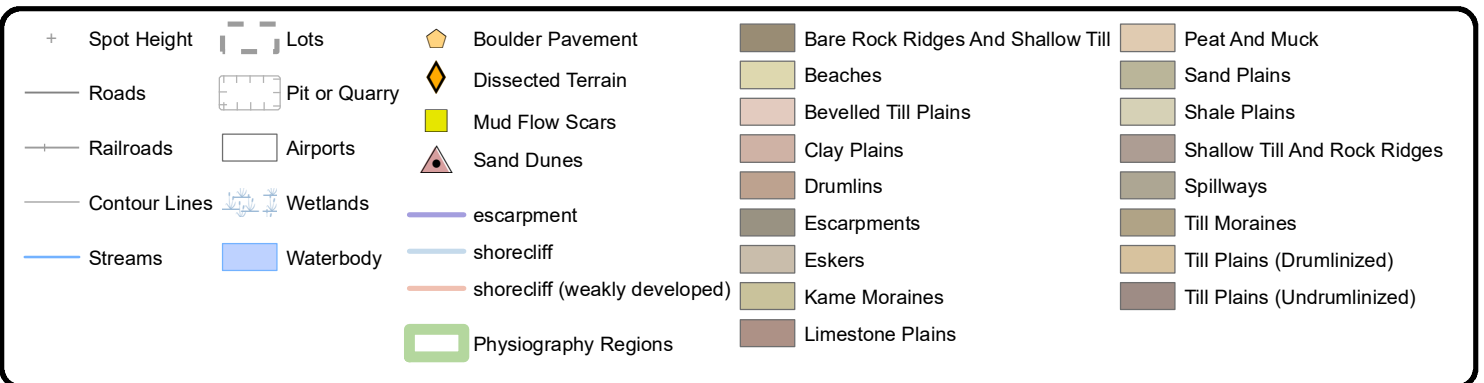 Spot Height
Roads
Railroads
Contour Lines
Streams
Lots
Pit or Quarry
Airports
Wetlands
Waterbody
Boulder Pavement
Dissected Terrain
Mud Flow Scars
Sand Dunes
escarpment
shorecliff
shorecliff (weakly developed)
Physiography Regions
Bare Rock Ridges And Shallow Till
Beaches
Bevelled Till Plains
Clay Plains
Drumlins
Escarpments
Eskers
Kame Moraines
Limestone Plains
Peat And Muck
Sand Plains
Shale Plains
Shallow Till And Rock Ridges
Spillways
Till Moraines
Till Plains (Drumlinized)
Till Plains (Undrumlinized)